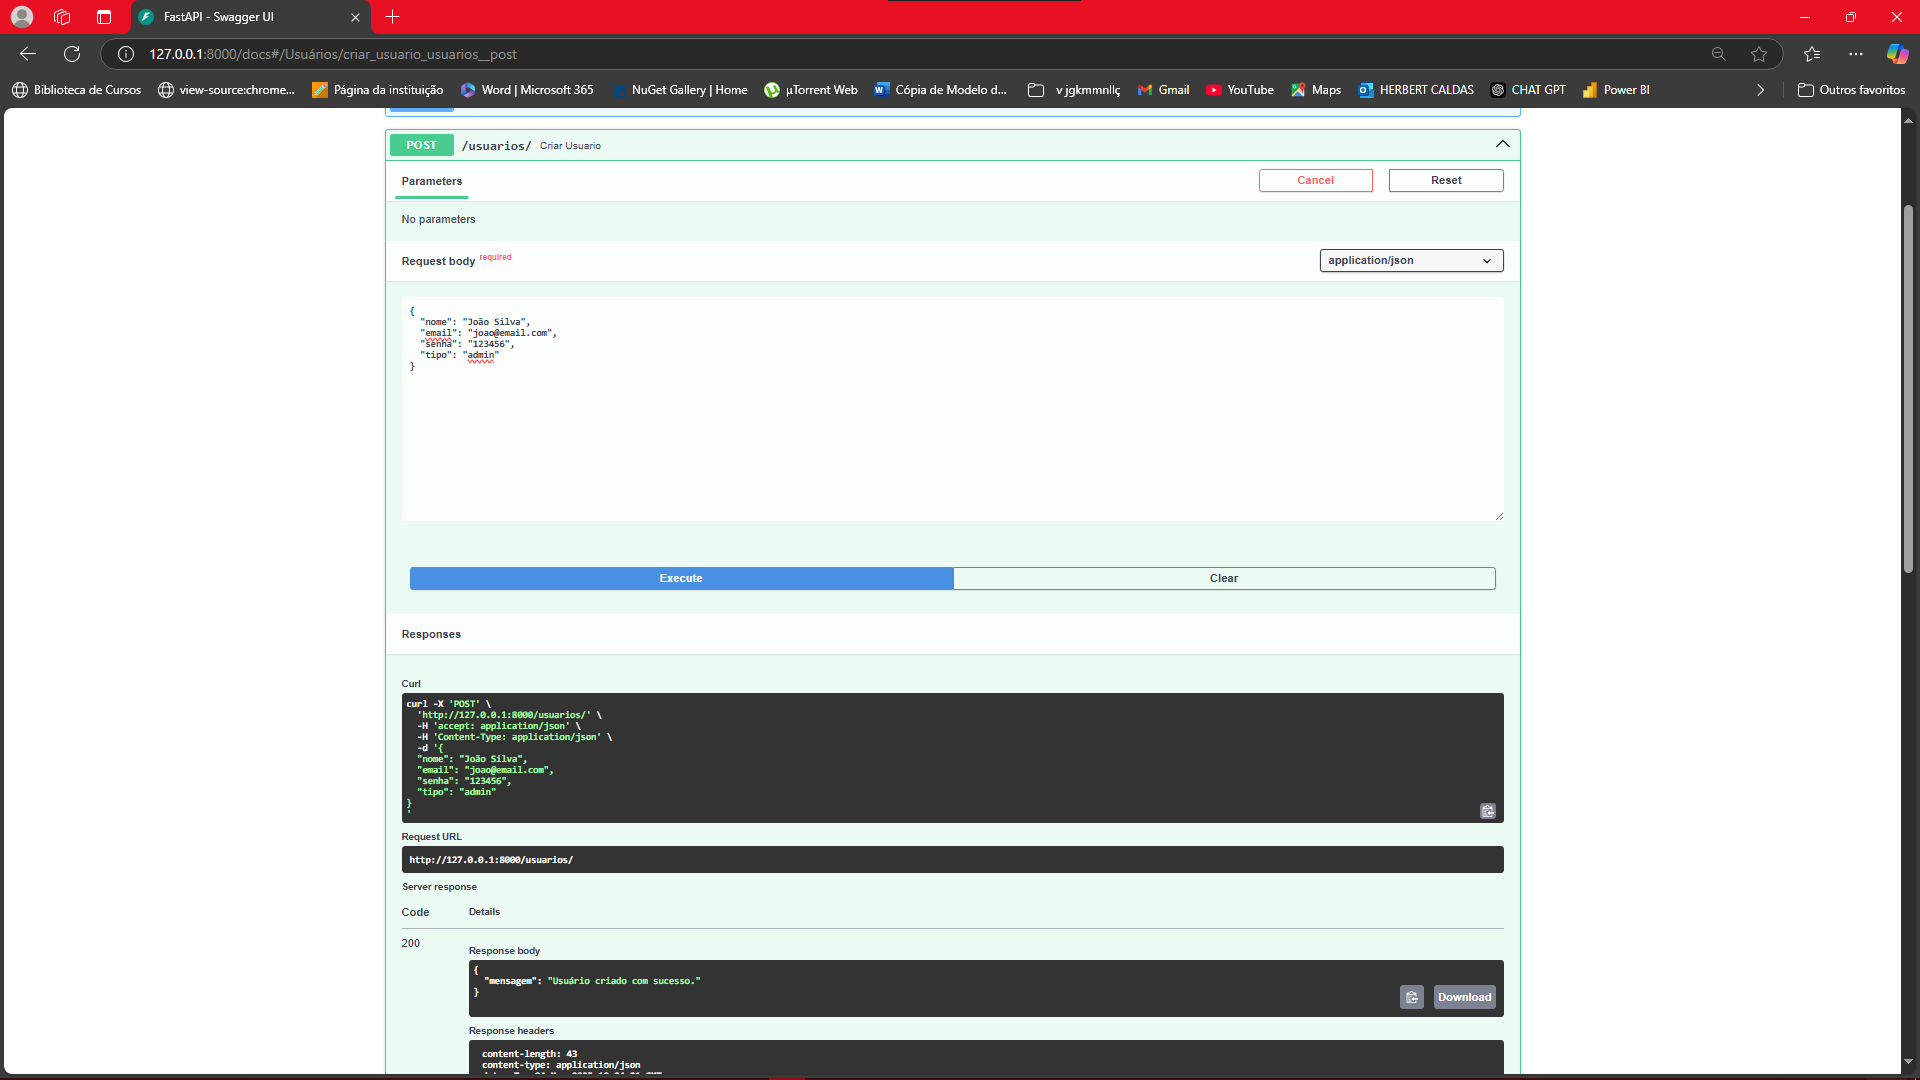 FastAPI - Swagger UI
127.0.0.1:8000/docs#/Usuários/criar_usuario_usuarios__post
Biblioteca de Cursos
view-source:chrome...
Página da instituição
Word | Microsoft 365
NuGet Gallery | Home
µTorrent Web
Cópia de Modelo d...
v jgkmmnllç
Gmail
YouTube
Maps
HERBERT CALDAS
CHAT GPT
Power BI
Outros favoritos
POST /usuarios/ Criar Usuario
Parameters
Cancel
Reset
No parameters
Request body required
application/json
{
"nome": "João Silva",
"email": "joao@email.com",
"senha": "123456",
"tipo": "admin"
}
Execute
Clear
Responses
Curl
curl -X 'POST' \
'http://127.0.0.1:8000/usuarios/' \
-H 'accept: application/json' \
-H 'Content-Type: application/json' \
-d '{
"nome": "João Silva",
"email": "joao@email.com",
"senha": "123456",
"tipo": "admin"
}
'
Request URL
http://127.0.0.1:8000/usuarios/
Server response
Code Details
200
Response body
{
"mensagem": "Usuário criado com sucesso."
}
Download
Response headers
content-length: 43
content-type: application/json